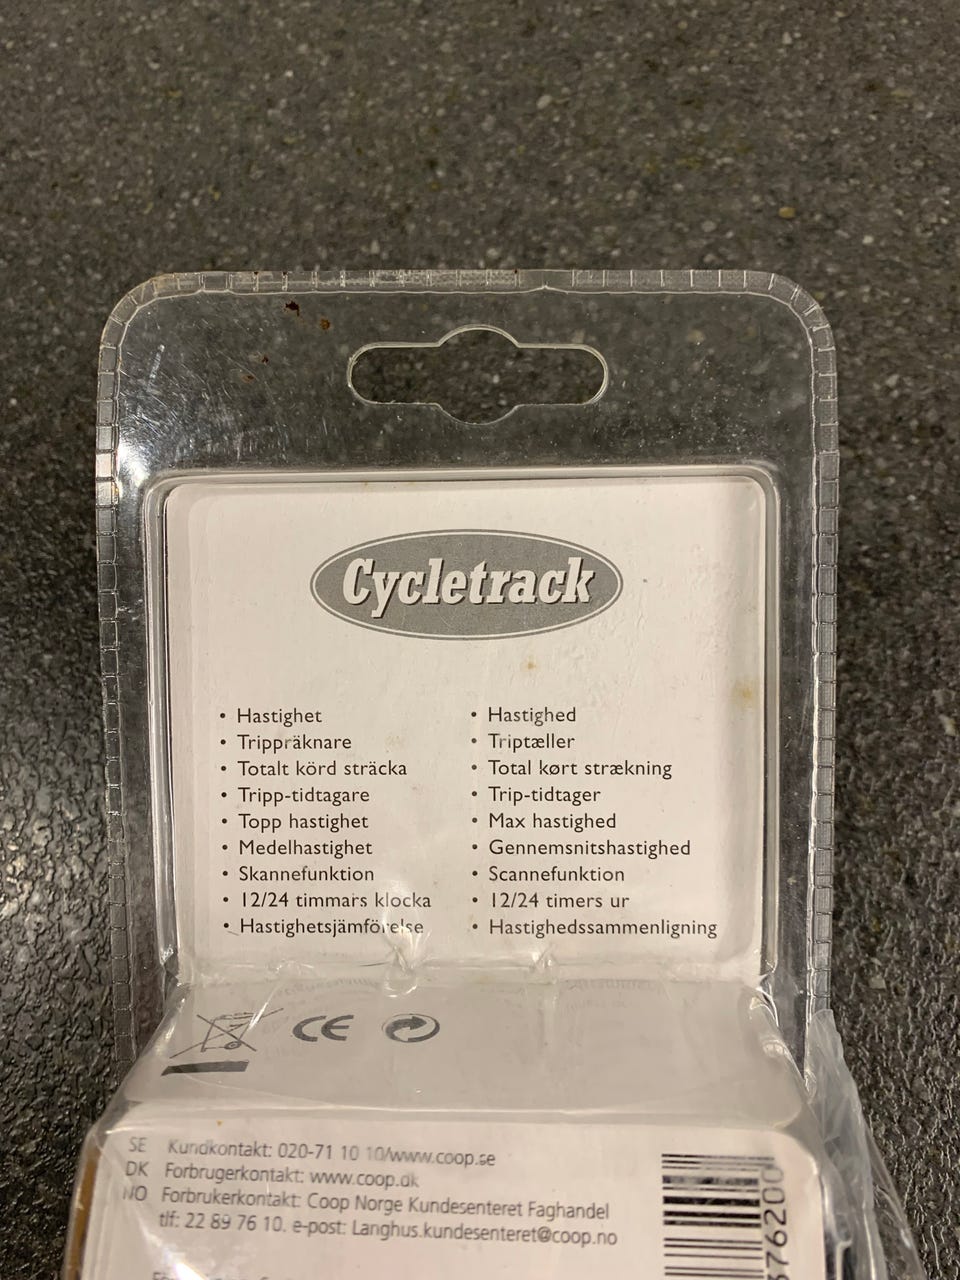 Cycletrack
• Hastighet
• Trippräknare
• Totalt körd sträcka
• Tripp-tidtagare
• Topp hastighet
• Medelhastighet
• Skannefunktion
• 12/24 timmars klocka
• Hastighetsjämförelse
• Hastighed
• Triptæller
• Total kørt strækning
• Trip-tidtager
• Max hastighed
• Gennemsnitshastighed
• Scannefunktion
• 12/24 timers ur
• Hastighedssammenligning
CE
SE Kundkontakt: 020-71 10 10/www.coop.se
DK Forbrugerkontakt: www.coop.dk
NO Forbrukerkontakt: Coop Norge Kundesenteret Faghandel
tlf: 22 89 76 10. e-post: Langhus.kundesenteret@coop.no